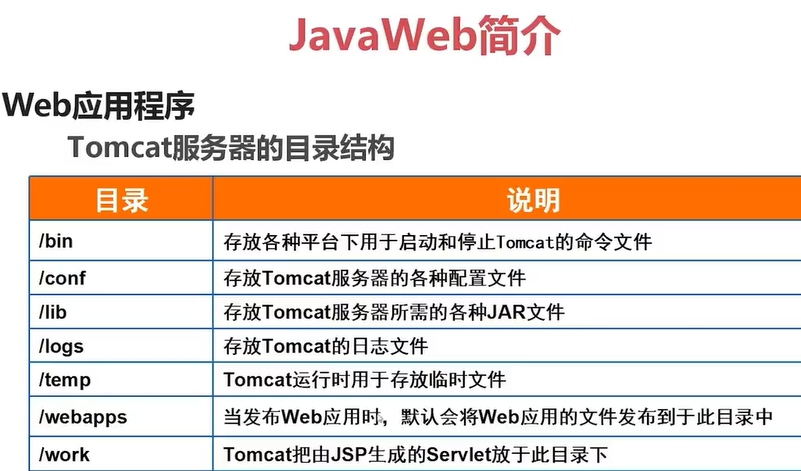 JavaWeb简介
Web应用程序
Tomcat服务器的目录结构
目录 说明
/bin 存放各种平台下用于启动和停止Tomcat的命令文件
/conf 存放Tomcat服务器的各种配置文件
/lib 存放Tomcat服务器所需的各种JAR文件
/logs 存放Tomcat的日志文件
/temp Tomcat运行时用于存放临时文件
/webapps 当发布Web应用时，默认会将Web应用的文件发布到于此目录中
/work Tomcat把由JSP生成的Servlet放于此目录下